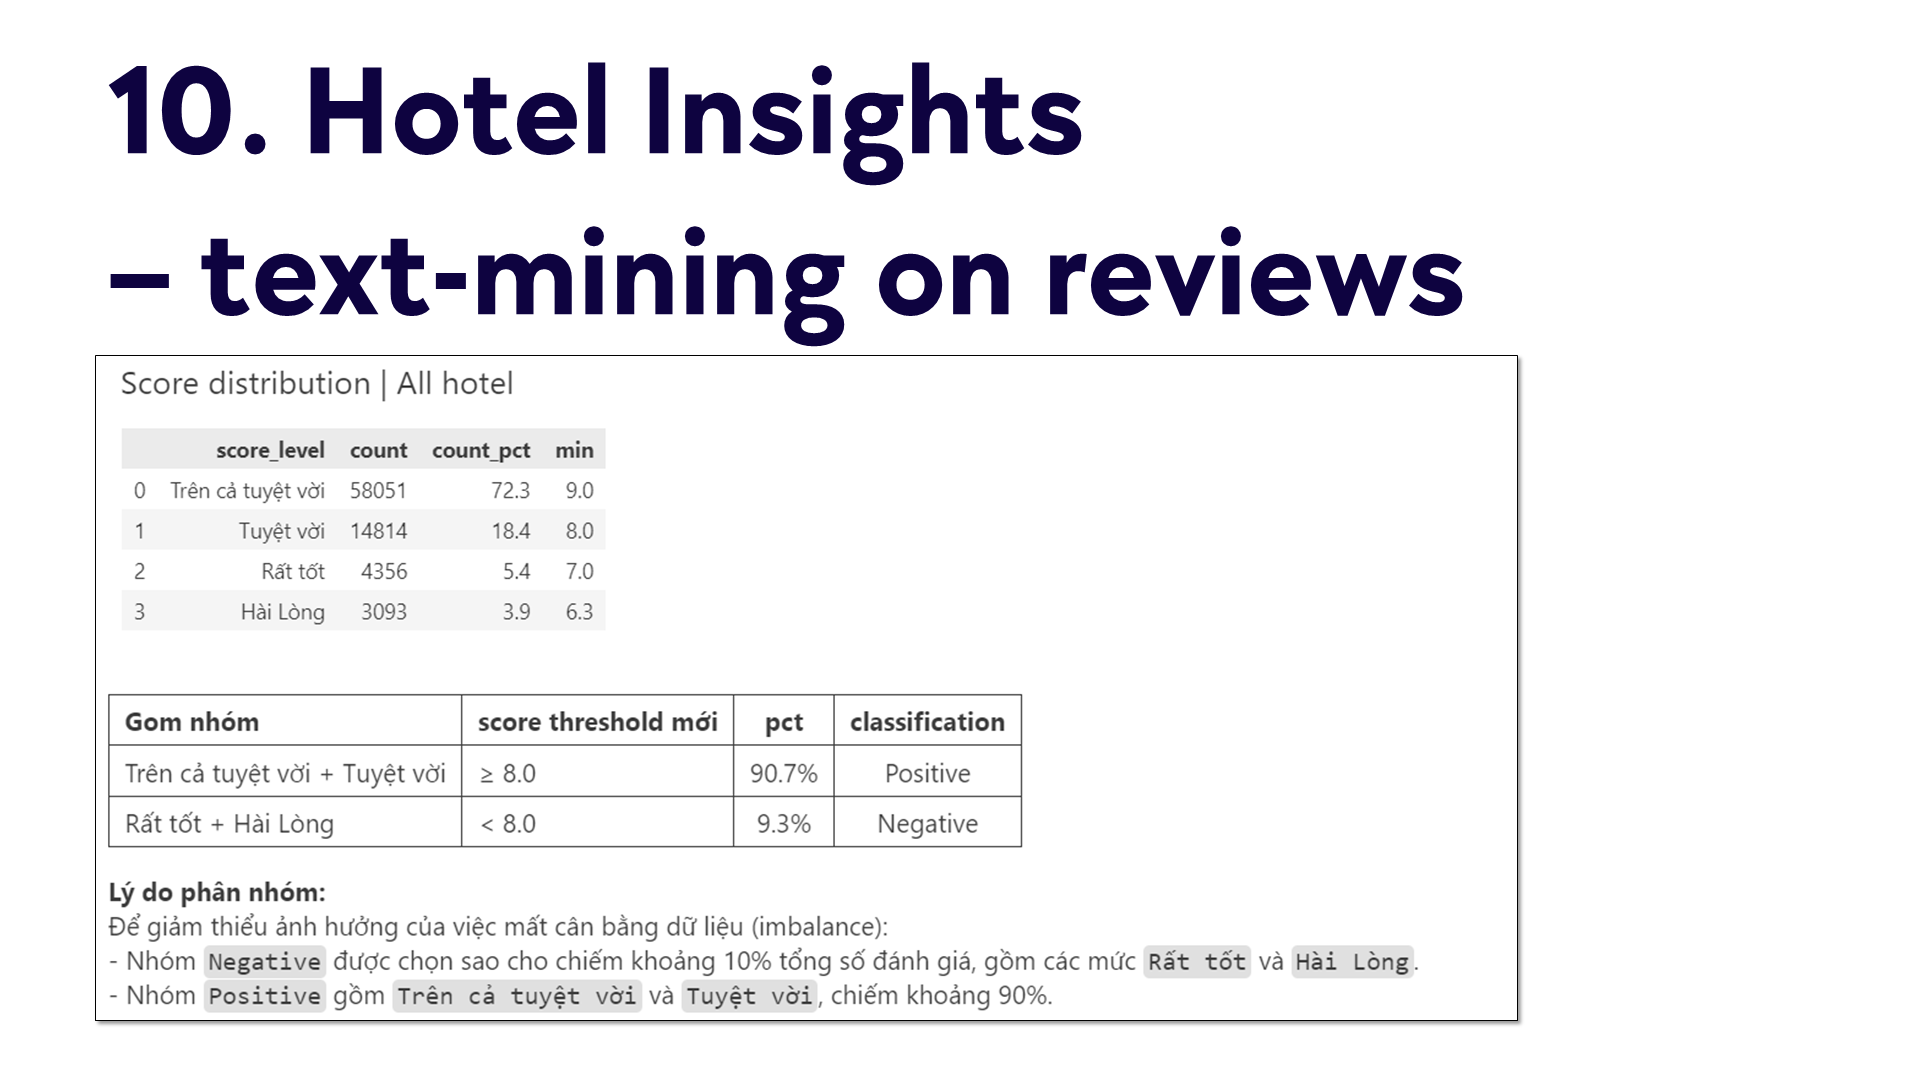 10. Hotel Insights
– text-mining on reviews
Score distribution | All hotel
score_level count count_pct min
0 Trên cả tuyệt vời 58051 72.3 9.0
1 Tuyệt vời 14814 18.4 8.0
2 Rất tốt 4356 5.4 7.0
3 Hài Lòng 3093 3.9 6.3
Gom nhóm score threshold mới pct classification
Trên cả tuyệt vời + Tuyệt vời ≥ 8.0 90.7% Positive
Rất tốt + Hài Lòng < 8.0 9.3% Negative
Lý do phân nhóm:
Để giảm thiểu ảnh hưởng của việc mất cân bằng dữ liệu (imbalance):
- Nhóm Negative được chọn sao cho chiếm khoảng 10% tổng số đánh giá, gồm các mức Rất tốt và Hài Lòng.
- Nhóm Positive gồm Trên cả tuyệt vời và Tuyệt vời, chiếm khoảng 90%.